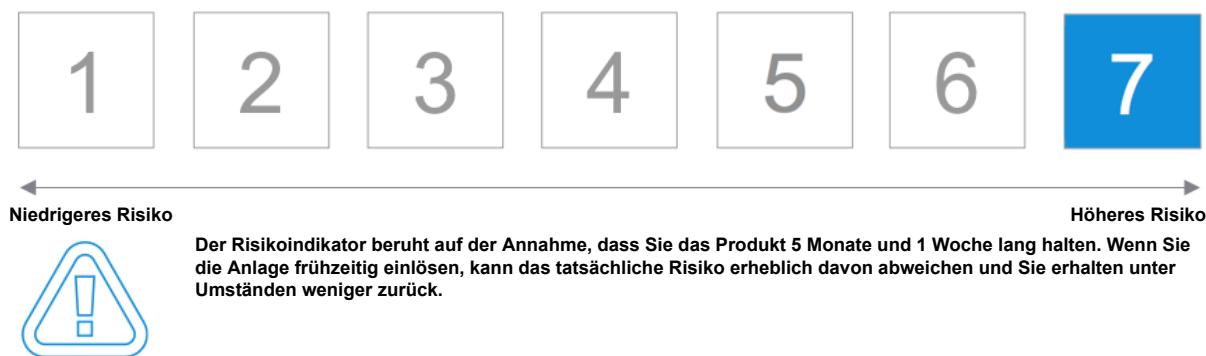 1 2 3 4 5 6 7
Niedrigeres Risiko Höheres Risiko
Der Risikoindikator beruht auf der Annahme, dass Sie das Produkt 5 Monate und 1 Woche lang halten. Wenn Sie
die Anlage frühzeitig einlösen, kann das tatsächliche Risiko erheblich davon abweichen und Sie erhalten unter
Umständen weniger zurück.